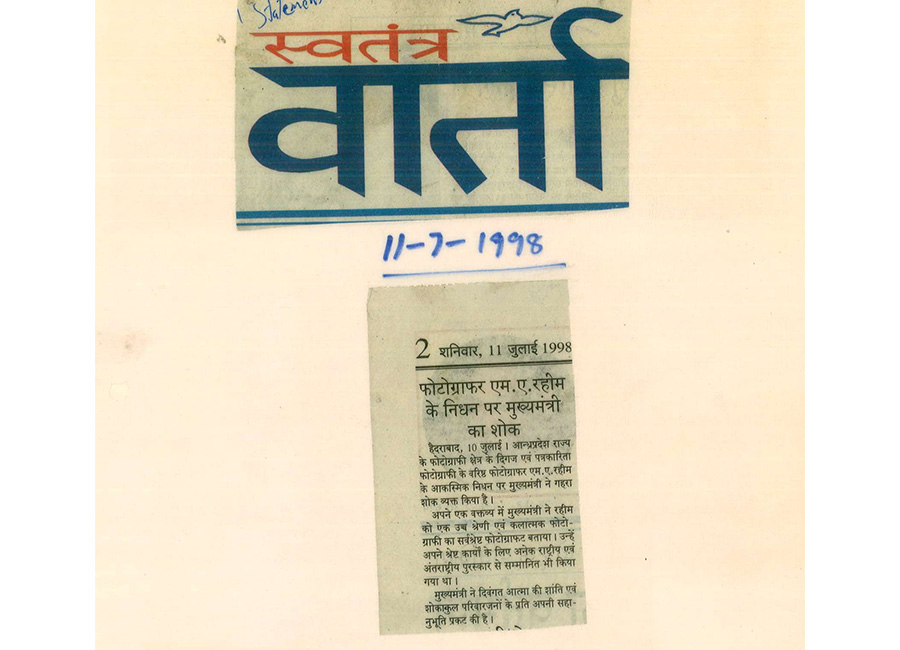 Statement
स्वतंत्र
वार्ता
11-7-1998
2 शनिवार, 11 जुलाई 1998
फोटोग्राफर एम.ए.रहीम
के निधन पर मुख्यमंत्री
का शोक
हैदराबाद, 10 जुलाई। आन्ध्रप्रदेश राज्य
के फोटोग्राफी क्षेत्र के दिगज एवं पत्रकारिता
फोटोग्राफी के वरिष्ठ फोटोग्राफर एम.ए.रहीम
के आकस्मिक निधन पर मुख्यमंत्री ने गहरा
शोक व्यक्त किया है।
अपने एक वक्तव्य में मुख्यमंत्री ने रहीम
को एक उच्च श्रेणी एवं कलात्मक फोटो-
ग्राफी का सर्वश्रेष्ट फोटोग्राफट बताया। उन्हें
अपने श्रेष्ट कार्यों के लिए अनेक राष्ट्रीय एवं
अंतराष्ट्रीय पुरस्कार से सम्मानित भी किया
गया था।
मुख्यमंत्री ने दिवंगत आत्मा की शांति एवं
शोकाकुल परिवारजनों के प्रति अपनी सहा-
नुभूति प्रकट की है।